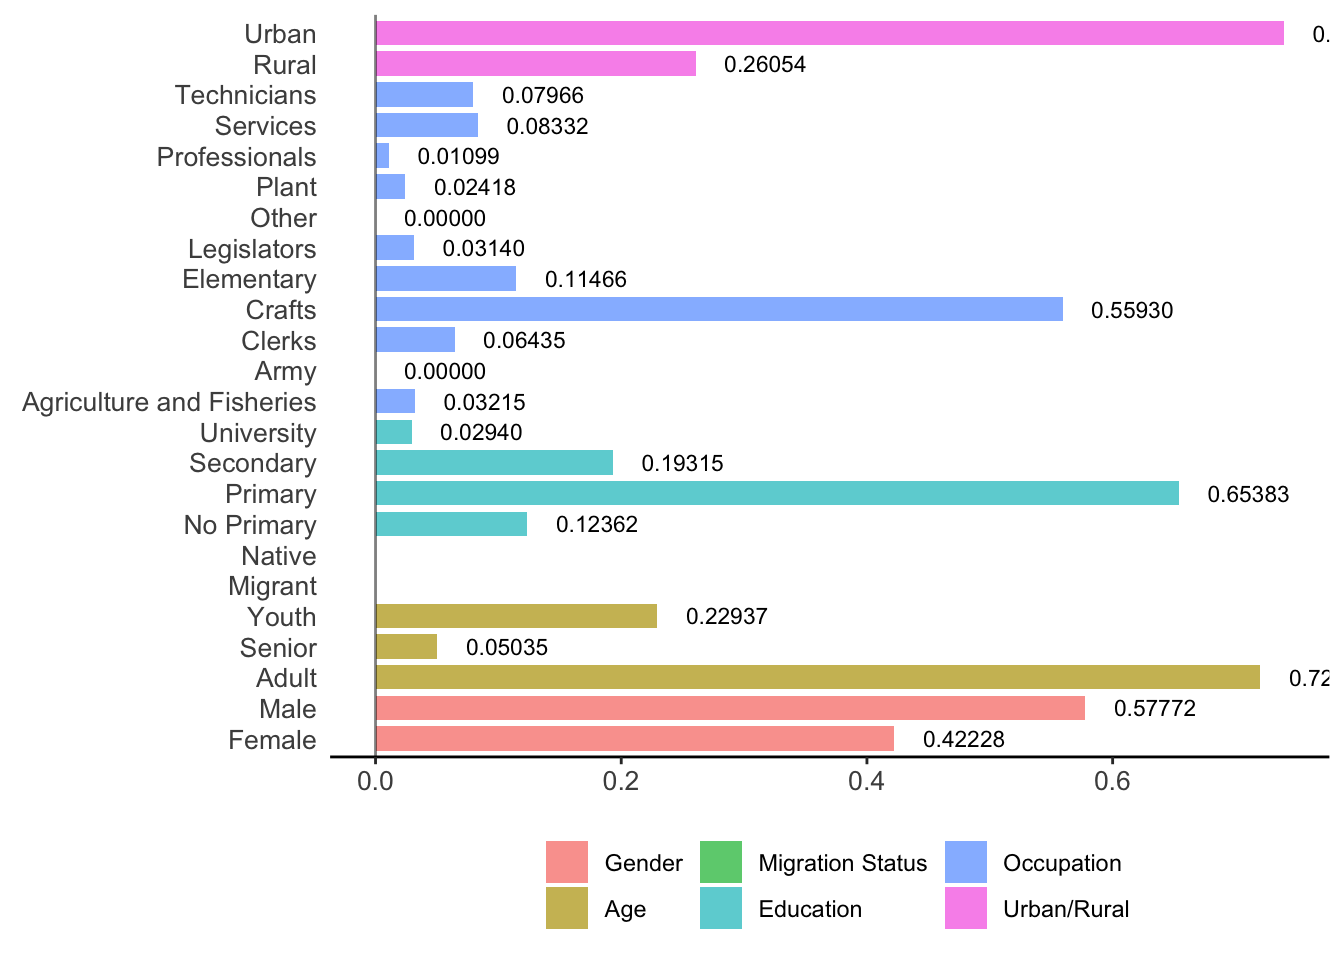 Urban 0.
Rural 0.26054
Technicians 0.07966
Services 0.08332
Professionals 0.01099
Plant 0.02418
Other 0.00000
Legislators 0.03140
Elementary 0.11466
Crafts 0.55930
Clerks 0.06435
Army 0.00000
Agriculture and Fisheries 0.03215
University 0.02940
Secondary 0.19315
Primary 0.65383
No Primary 0.12362
Native
Migrant
Youth 0.22937
Senior 0.05035
Adult 0.72
Male 0.57772
Female 0.42228
0.0 0.2 0.4 0.6
Gender Migration Status Occupation
Age Education Urban/Rural